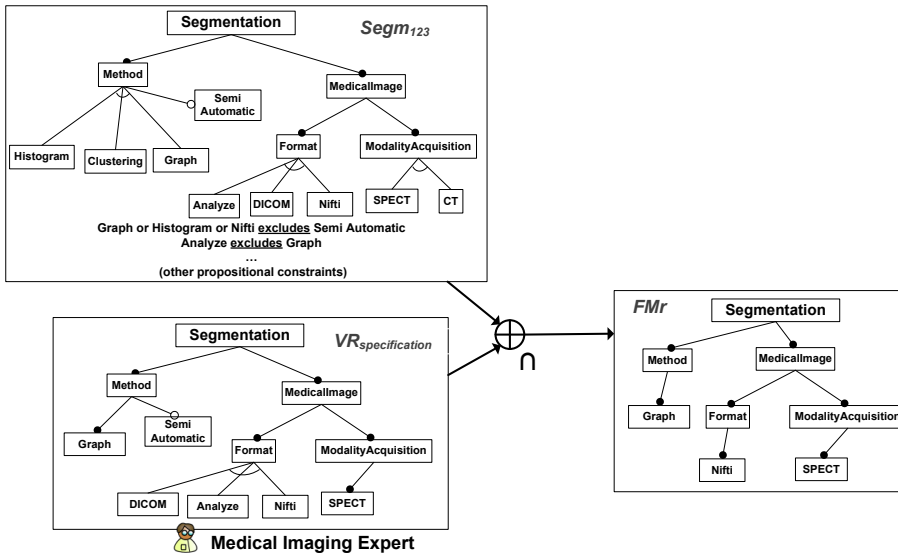 Segmentation
Segm123
Method
MedicalImage
Semi
Automatic
Histogram
Clustering
Graph
Format
ModalityAcquisition
Analyze
DICOM
Nifti
SPECT
CT
Graph or Histogram or Nifti excludes Semi Automatic
Analyze excludes Graph
...
(other propositional constraints)
Segmentation
VRspecification
Method
MedicalImage
Graph
Semi
Automatic
Format
ModalityAcquisition
DICOM
Analyze
Nifti
SPECT
Medical Imaging Expert
∩
FMr
Segmentation
Method
MedicalImage
Graph
Format
ModalityAcquisition
Nifti
SPECT